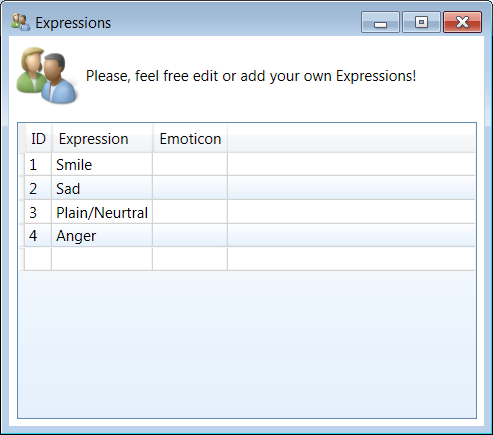 Expressions
Please, feel free edit or add your own Expressions!
ID Expression Emoticon
1 Smile
2 Sad
3 Plain/Neurtral
4 Anger